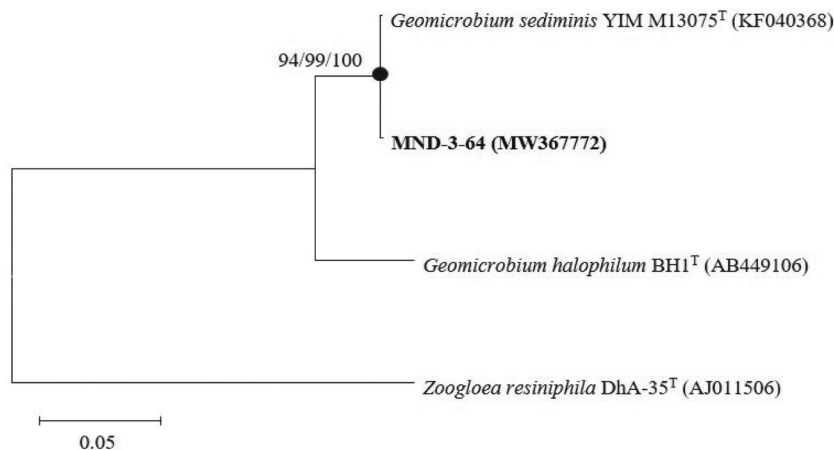 Geomicrobium sediminis YIM M13075ᵀ (KF040368)
94/99/100
MND-3-64 (MW367772)
Geomicrobium halophilum BH1ᵀ (AB449106)
Zoogloea resiniphila DhA-35ᵀ (AJ011506)
0.05